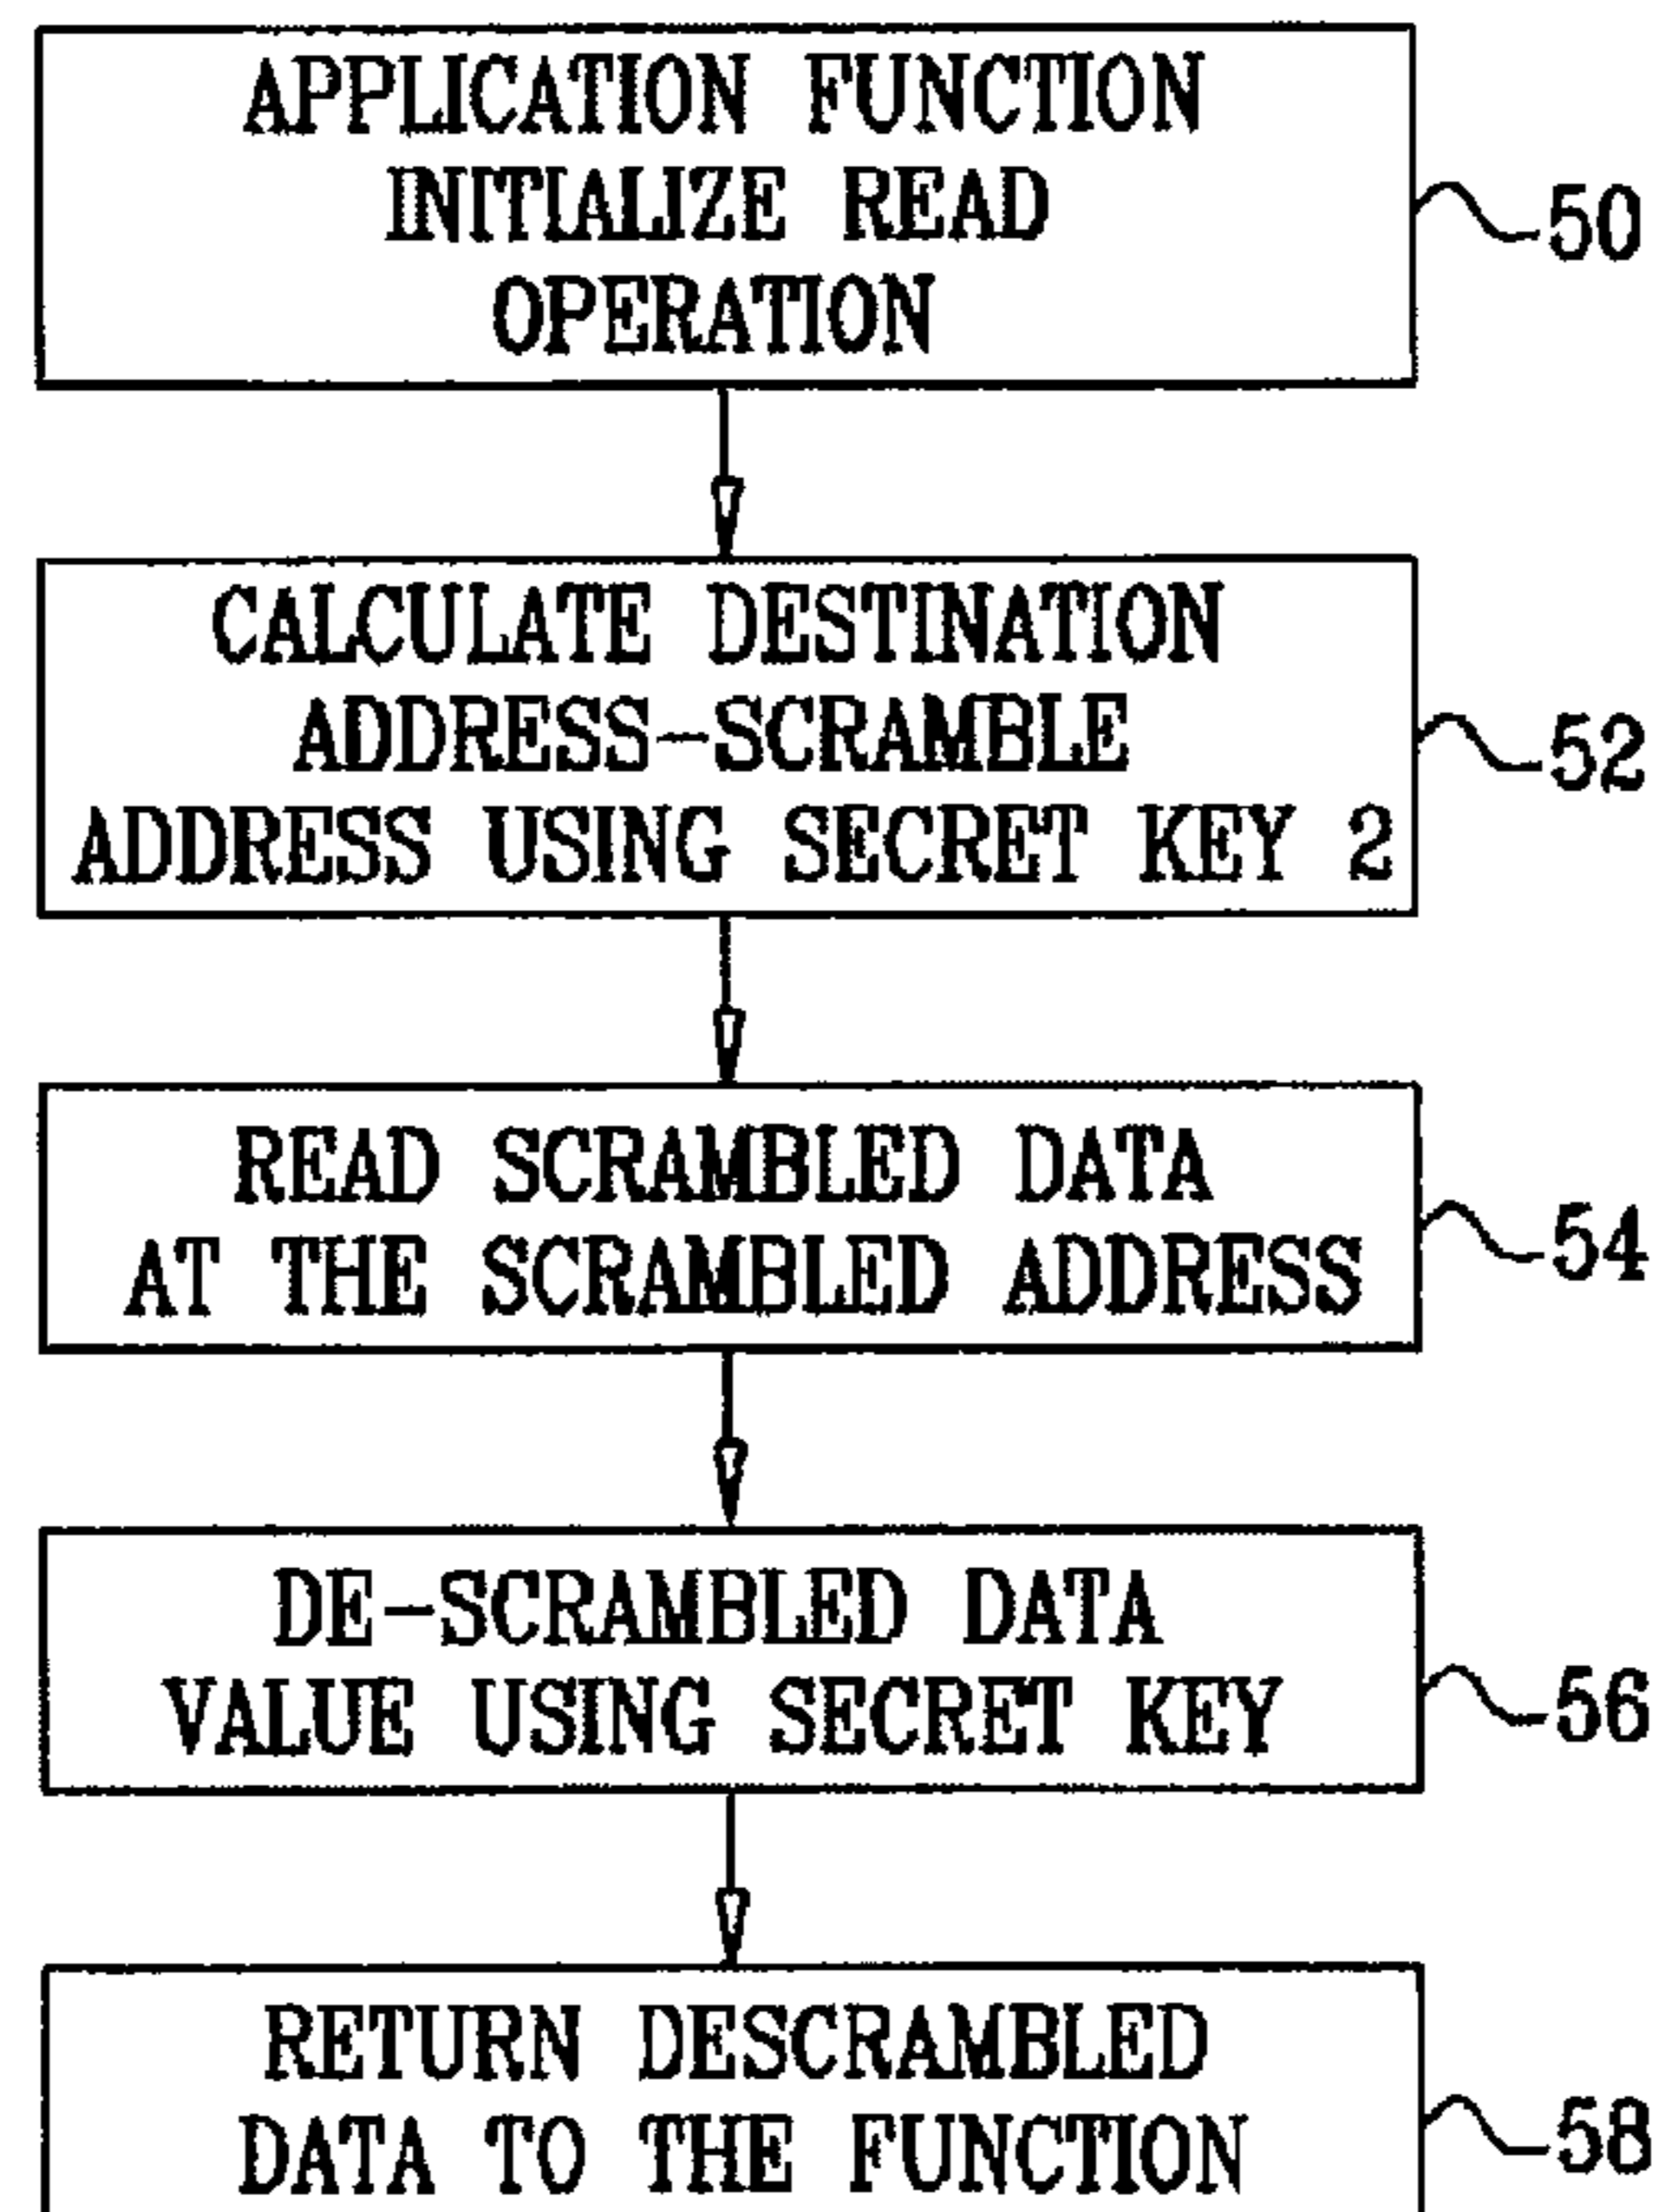 APPLICATION FUNCTION
INITIALIZE READ
OPERATION
50
CALCULATE DESTINATION
ADDRESS-SCRAMBLE
ADDRESS USING SECRET KEY 2
52
READ SCRAMBLED DATA
AT THE SCRAMBLED ADDRESS
54
DE-SCRAMBLED DATA
VALUE USING SECRET KEY
56
RETURN DESCRAMBLED
DATA TO THE FUNCTION
58